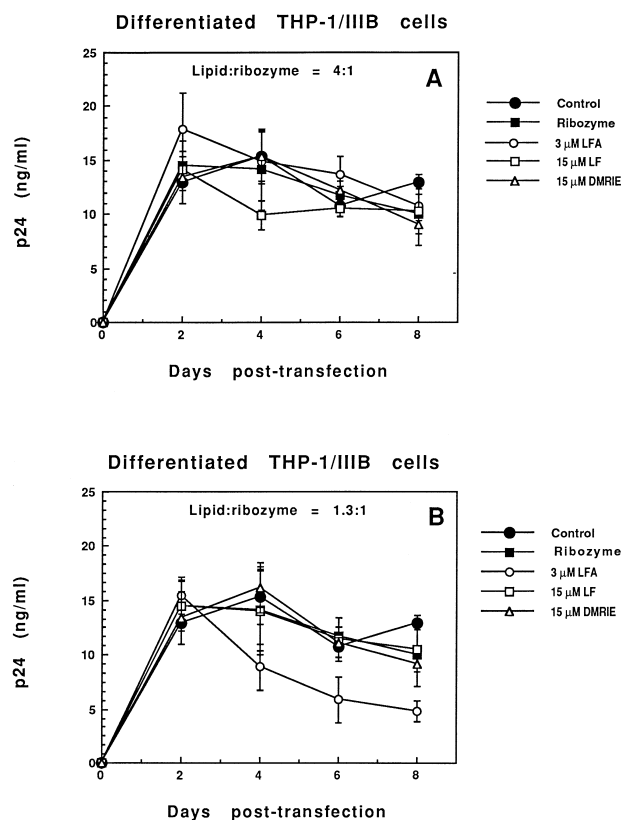 Differentiated THP-1/IIIB cells
Lipid:ribozyme = 4:1
A
25
20
15
10
5
0
p24 (ng/ml)
0 2 4 6 8
Days post-transfection
Control
Ribozyme
3 μM LFA
15 μM LF
15 μM DMRIE
Differentiated THP-1/IIIB cells
Lipid:ribozyme = 1.3:1
B
25
20
15
10
5
0
p24 (ng/ml)
0 2 4 6 8
Days post-transfection
Control
Ribozyme
3 μM LFA
15 μM LF
15 μM DMRIE